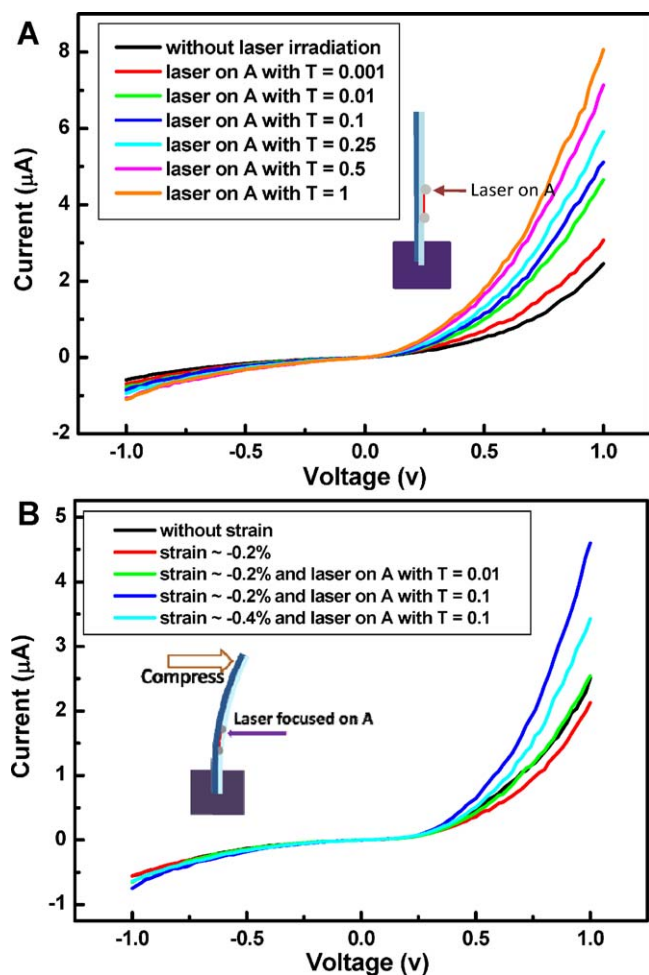 A
8
6
4
2
0
-2
Current (μA)
without laser irradiation
laser on A with T = 0.001
laser on A with T = 0.01
laser on A with T = 0.1
laser on A with T = 0.25
laser on A with T = 0.5
laser on A with T = 1
Laser on A
-1.0 -0.5 0.0 0.5 1.0
Voltage (v)
B
5
4
3
2
1
0
-1
Current (μA)
without strain
strain ~ -0.2%
strain ~ -0.2% and laser on A with T = 0.01
strain ~ -0.2% and laser on A with T = 0.1
strain ~ -0.4% and laser on A with T = 0.1
Compress
Laser focused on A
-1.0 -0.5 0.0 0.5 1.0
Voltage (v)